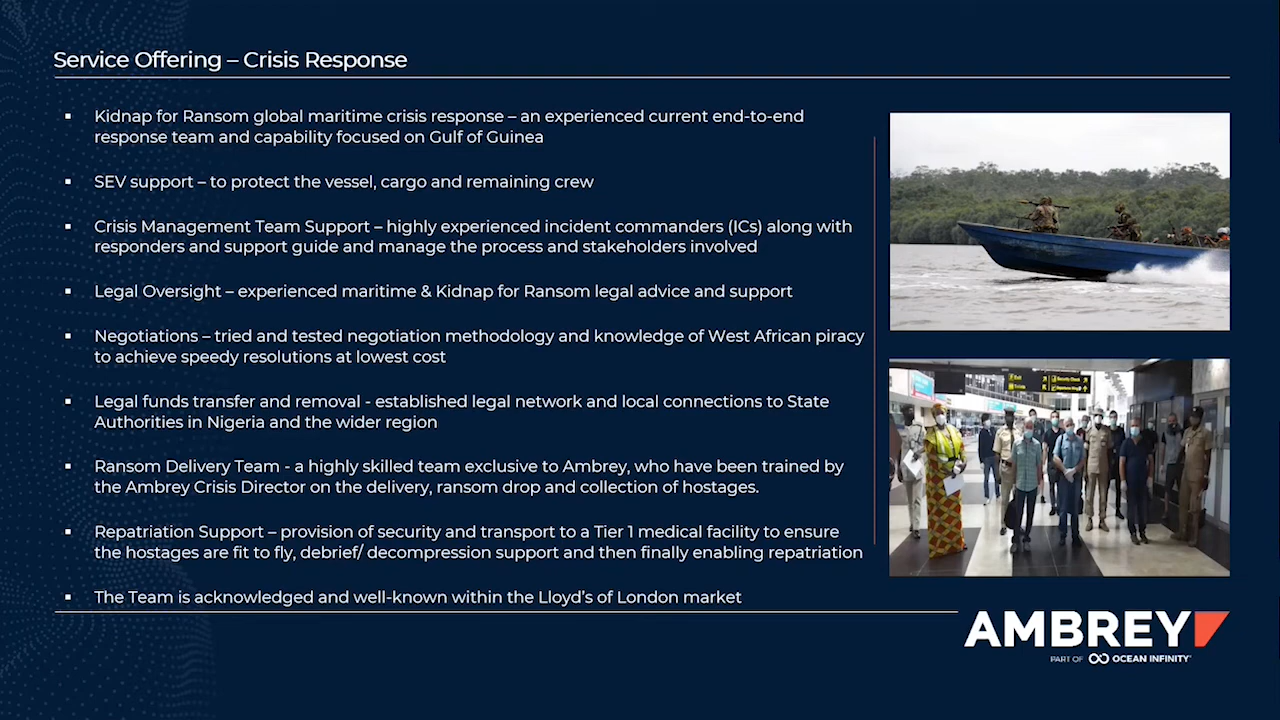 Service Offering – Crisis Response
▪ Kidnap for Ransom global maritime crisis response – an experienced current end-to-end
response team and capability focused on Gulf of Guinea
▪ SEV support – to protect the vessel, cargo and remaining crew
▪ Crisis Management Team Support – highly experienced incident commanders (ICs) along with
responders and support guide and manage the process and stakeholders involved
▪ Legal Oversight – experienced maritime & Kidnap for Ransom legal advice and support
▪ Negotiations – tried and tested negotiation methodology and knowledge of West African piracy
to achieve speedy resolutions at lowest cost
▪ Legal funds transfer and removal - established legal network and local connections to State
Authorities in Nigeria and the wider region
▪ Ransom Delivery Team - a highly skilled team exclusive to Ambrey, who have been trained by
the Ambrey Crisis Director on the delivery, ransom drop and collection of hostages.
▪ Repatriation Support – provision of security and transport to a Tier 1 medical facility to ensure
the hostages are fit to fly, debrief/ decompression support and then finally enabling repatriation
▪ The Team is acknowledged and well-known within the Lloyd's of London market
Exit
Security Check
AMBREY
PART OF OCEAN INFINITY